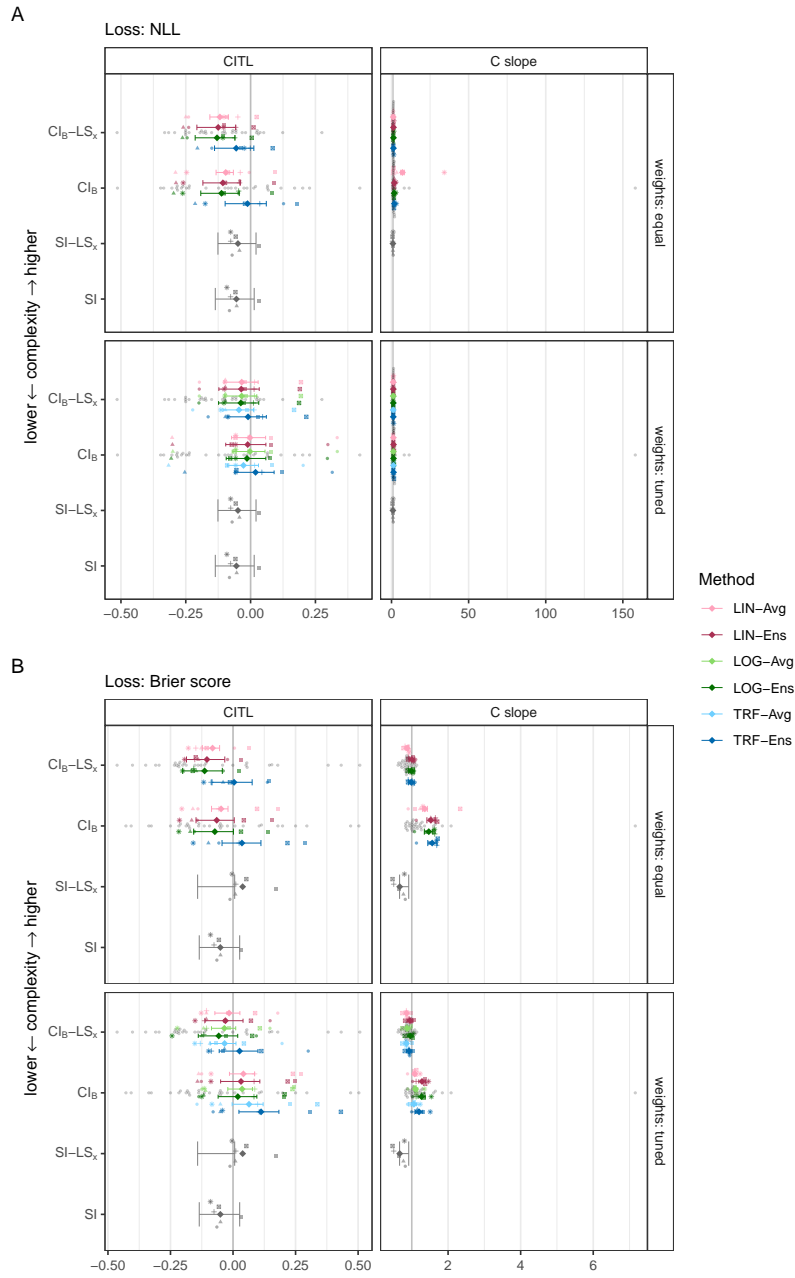 A
Loss: NLL
CITL
C slope
CI_B−LS_x
CI_B
SI−LS_x
SI
weights: equal
CI_B−LS_x
CI_B
SI−LS_x
SI
weights: tuned
lower ← complexity → higher
−0.50
−0.25
0.00
0.25
0
50
100
150
B
Loss: Brier score
CITL
C slope
CI_B−LS_x
CI_B
SI−LS_x
SI
weights: equal
CI_B−LS_x
CI_B
SI−LS_x
SI
weights: tuned
lower ← complexity → higher
−0.50
−0.25
0.00
0.25
0.50
2
4
6
Method
LIN−Avg
LIN−Ens
LOG−Avg
LOG−Ens
TRF−Avg
TRF−Ens